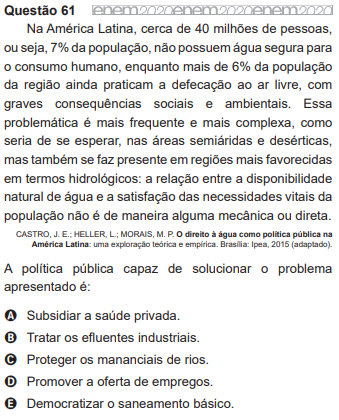 Questão 61 enem2020enem2020enem2020
Na América Latina, cerca de 40 milhões de pessoas,
ou seja, 7% da população, não possuem água segura para
o consumo humano, enquanto mais de 6% da população
da região ainda praticam a defecação ao ar livre, com
graves consequências sociais e ambientais. Essa
problemática é mais frequente e mais complexa, como
seria de se esperar, nas áreas semiáridas e desérticas,
mas também se faz presente em regiões mais favorecidas
em termos hidrológicos: a relação entre a disponibilidade
natural de água e a satisfação das necessidades vitais da
população não é de maneira alguma mecânica ou direta.
CASTRO, J. E.; HELLER, L.; MORAIS, M. P. O direito à água como política pública na
América Latina: uma exploração teórica e empírica. Brasília: Ipea, 2015 (adaptado).
A política pública capaz de solucionar o problema
apresentado é:
A Subsidiar a saúde privada.
B Tratar os efluentes industriais.
C Proteger os mananciais de rios.
D Promover a oferta de empregos.
E Democratizar o saneamento básico.